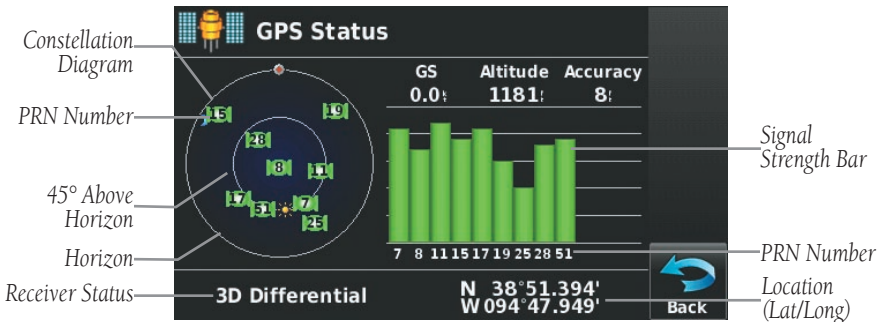 GPS Status
Constellation
Diagram
PRN Number
45° Above
Horizon
Horizon
Receiver Status
GS Altitude Accuracy
0.0 1181 8
15
19
28
8
11
17
51
7
25
7 8 11 15 17 19 25 28 51
3D Differential
N 38°51.394'
W 094°47.949'
Back
Signal
Strength Bar
PRN Number
Location
(Lat/Long)